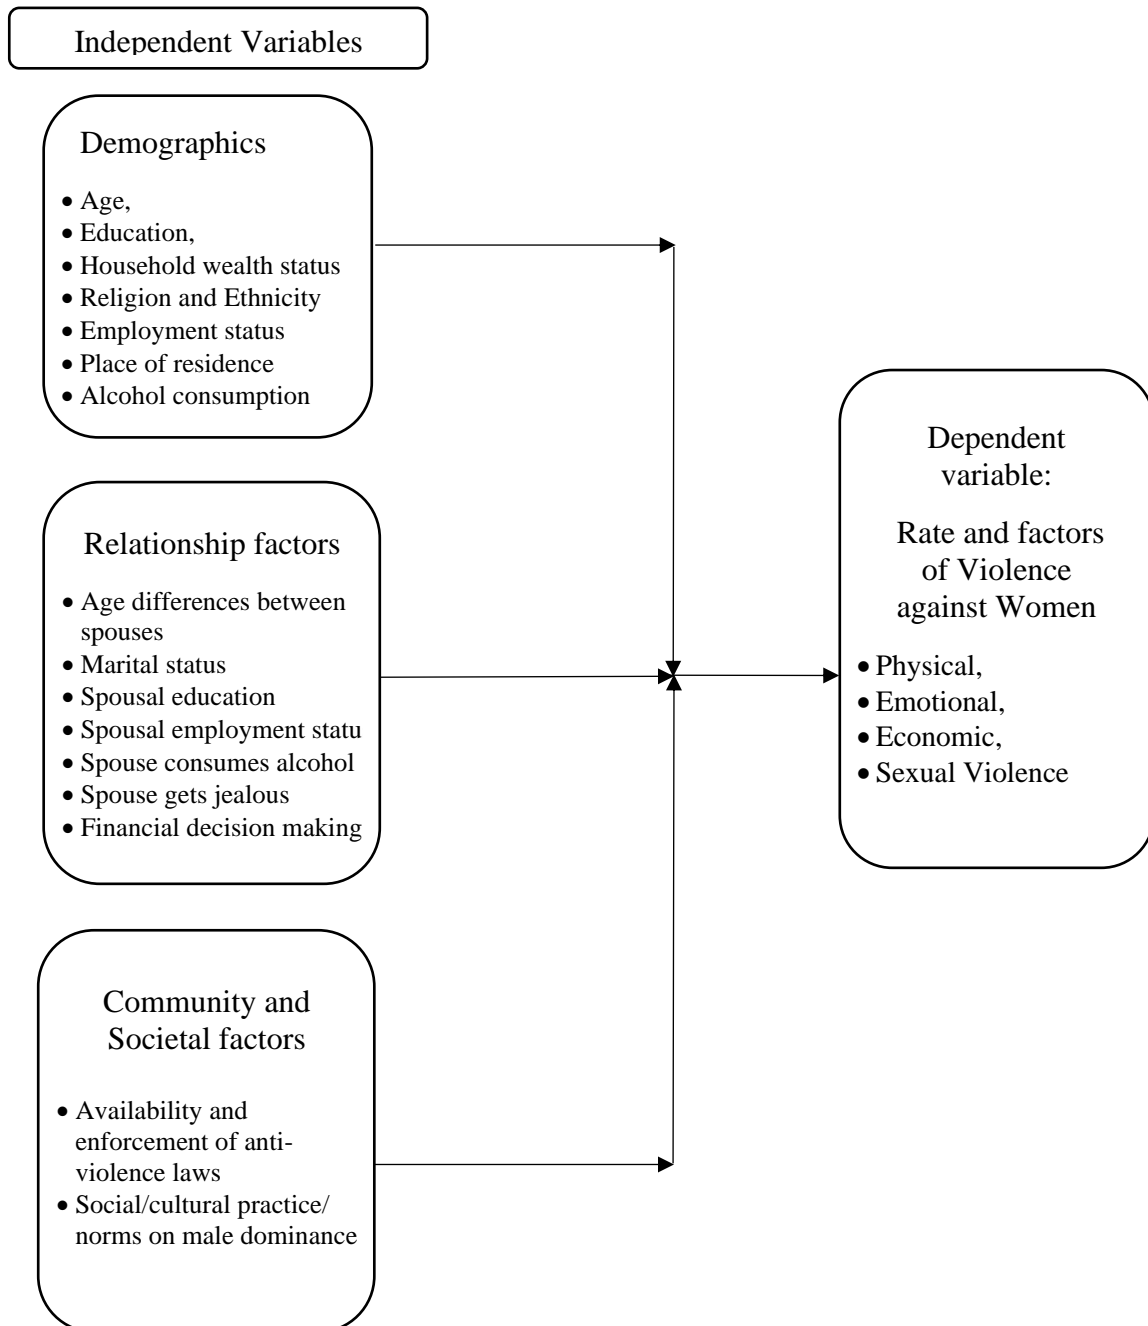 Independent Variables
Demographics
• Age,
• Education,
• Household wealth status
• Religion and Ethnicity
• Employment status
• Place of residence
• Alcohol consumption
Relationship factors
• Age differences between
spouses
• Marital status
• Spousal education
• Spousal employment statu
• Spouse consumes alcohol
• Spouse gets jealous
• Financial decision making
Community and
Societal factors
• Availability and
enforcement of anti-
violence laws
• Social/cultural practice/
norms on male dominance
Dependent
variable:
Rate and factors
of Violence
against Women
• Physical,
• Emotional,
• Economic,
• Sexual Violence